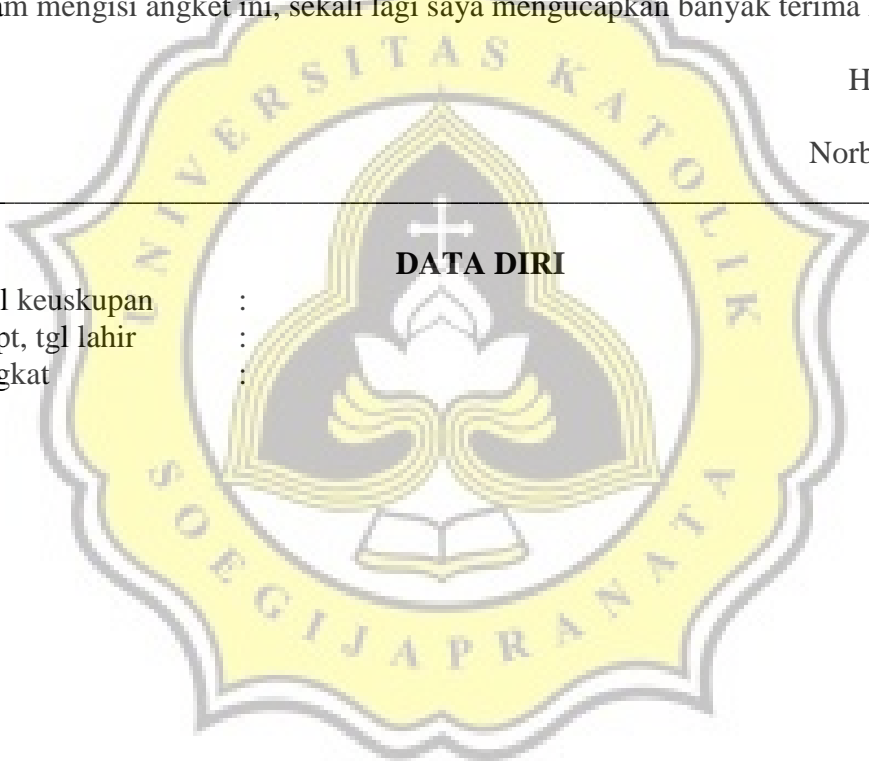 am mengisi angket ini, sekali lagi saya mengucapkan banyak terima
H
Norb
DATA DIRI
l keuskupan :
pt, tgl lahir :
gkat :
UNIVERSITAS KATOLIK
SOEGIJAPRANATA